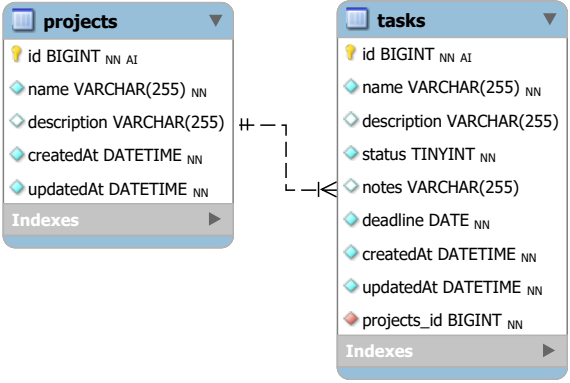 projects
id BIGINT NN AI
name VARCHAR(255) NN
description VARCHAR(255)
createdAt DATETIME NN
updatedAt DATETIME NN
Indexes
tasks
id BIGINT NN AI
name VARCHAR(255) NN
description VARCHAR(255)
status TINYINT NN
notes VARCHAR(255)
deadline DATE NN
createdAt DATETIME NN
updatedAt DATETIME NN
projects_id BIGINT NN
Indexes